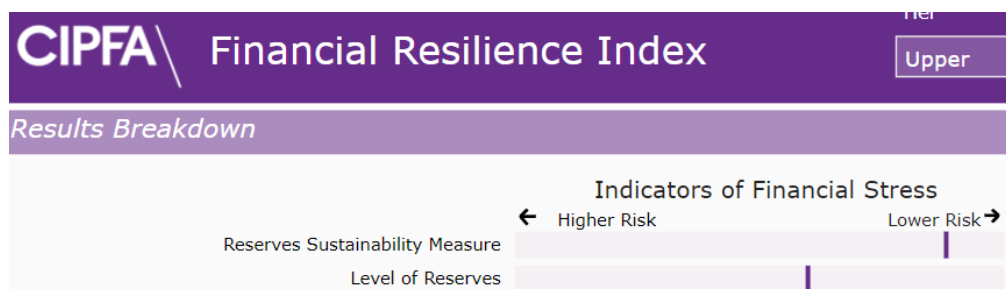 CIPFA\ Financial Resilience Index
Upper
Results Breakdown
Indicators of Financial Stress
← Higher Risk Lower Risk →
Reserves Sustainability Measure
Level of Reserves